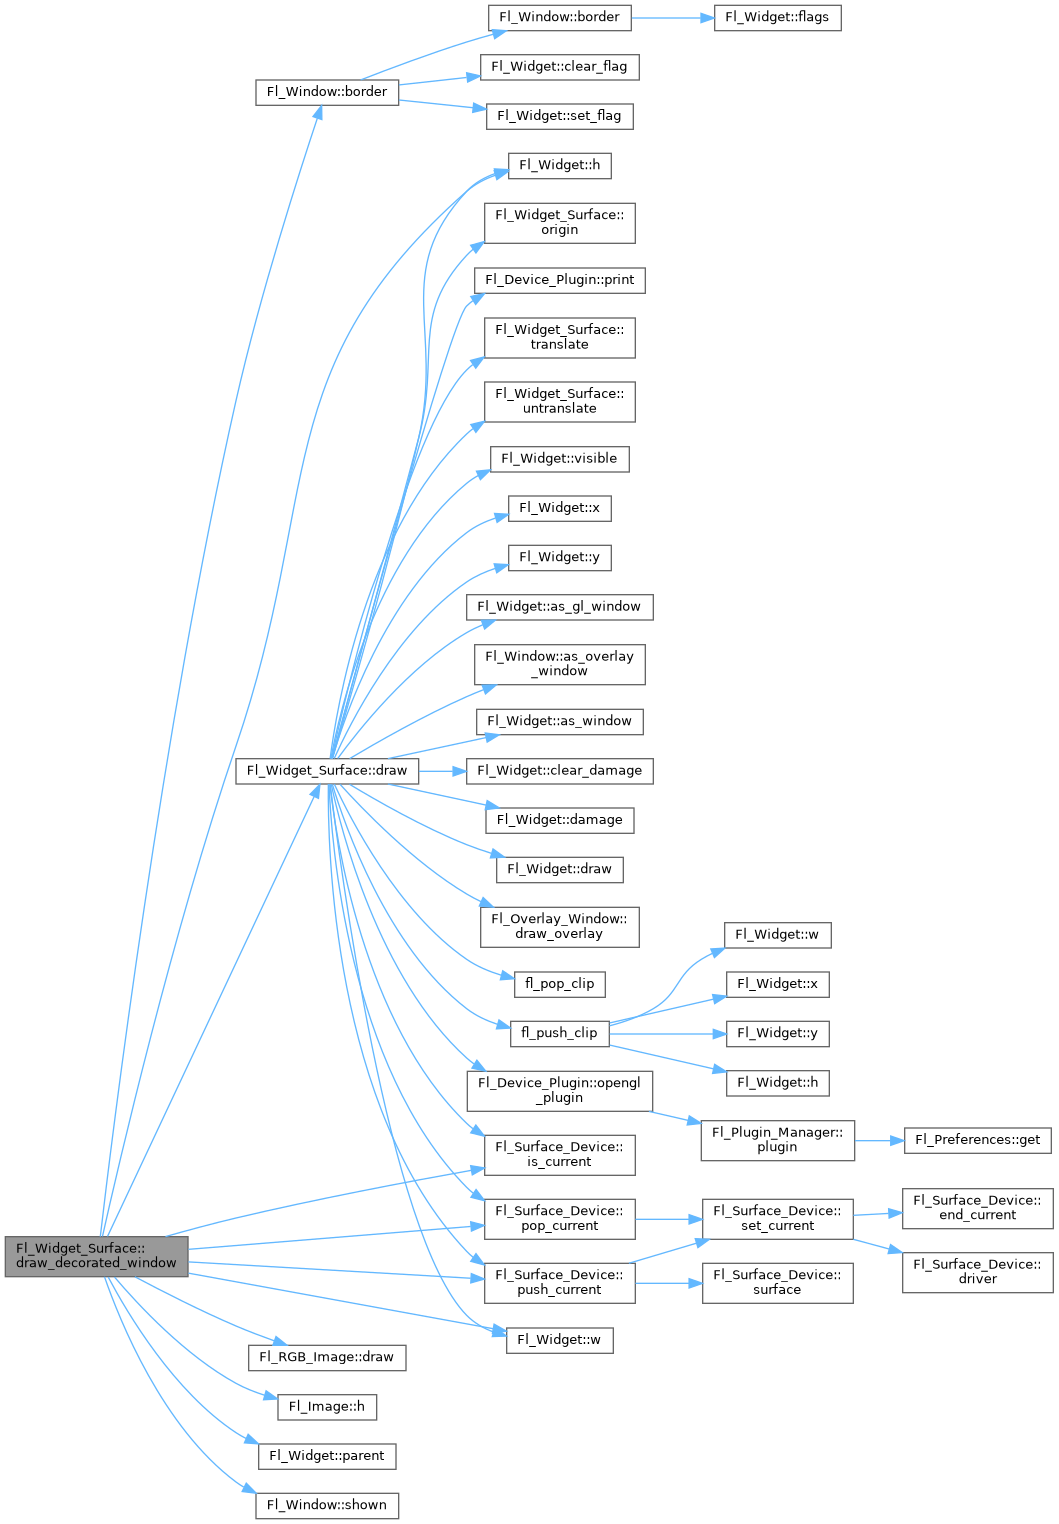 Fl_Window::border
Fl_Widget::flags
Fl_Widget::clear_flag
Fl_Window::border
Fl_Widget::set_flag
Fl_Widget::h
Fl_Widget_Surface::
origin
Fl_Device_Plugin::print
Fl_Widget_Surface::
translate
Fl_Widget_Surface::
untranslate
Fl_Widget::visible
Fl_Widget::x
Fl_Widget::y
Fl_Widget::as_gl_window
Fl_Window::as_overlay
_window
Fl_Widget::as_window
Fl_Widget_Surface::draw
Fl_Widget::clear_damage
Fl_Widget::damage
Fl_Widget::draw
Fl_Overlay_Window::
draw_overlay
Fl_Widget::w
fl_pop_clip
Fl_Widget::x
fl_push_clip
Fl_Widget::y
Fl_Widget::h
Fl_Device_Plugin::opengl
_plugin
Fl_Plugin_Manager::
plugin
Fl_Preferences::get
Fl_Surface_Device::
is_current
Fl_Surface_Device::
pop_current
Fl_Surface_Device::
set_current
Fl_Surface_Device::
end_current
Fl_Widget_Surface::
draw_decorated_window
Fl_Surface_Device::
push_current
Fl_Surface_Device::
surface
Fl_Surface_Device::
driver
Fl_Widget::w
Fl_RGB_Image::draw
Fl_Image::h
Fl_Widget::parent
Fl_Window::shown